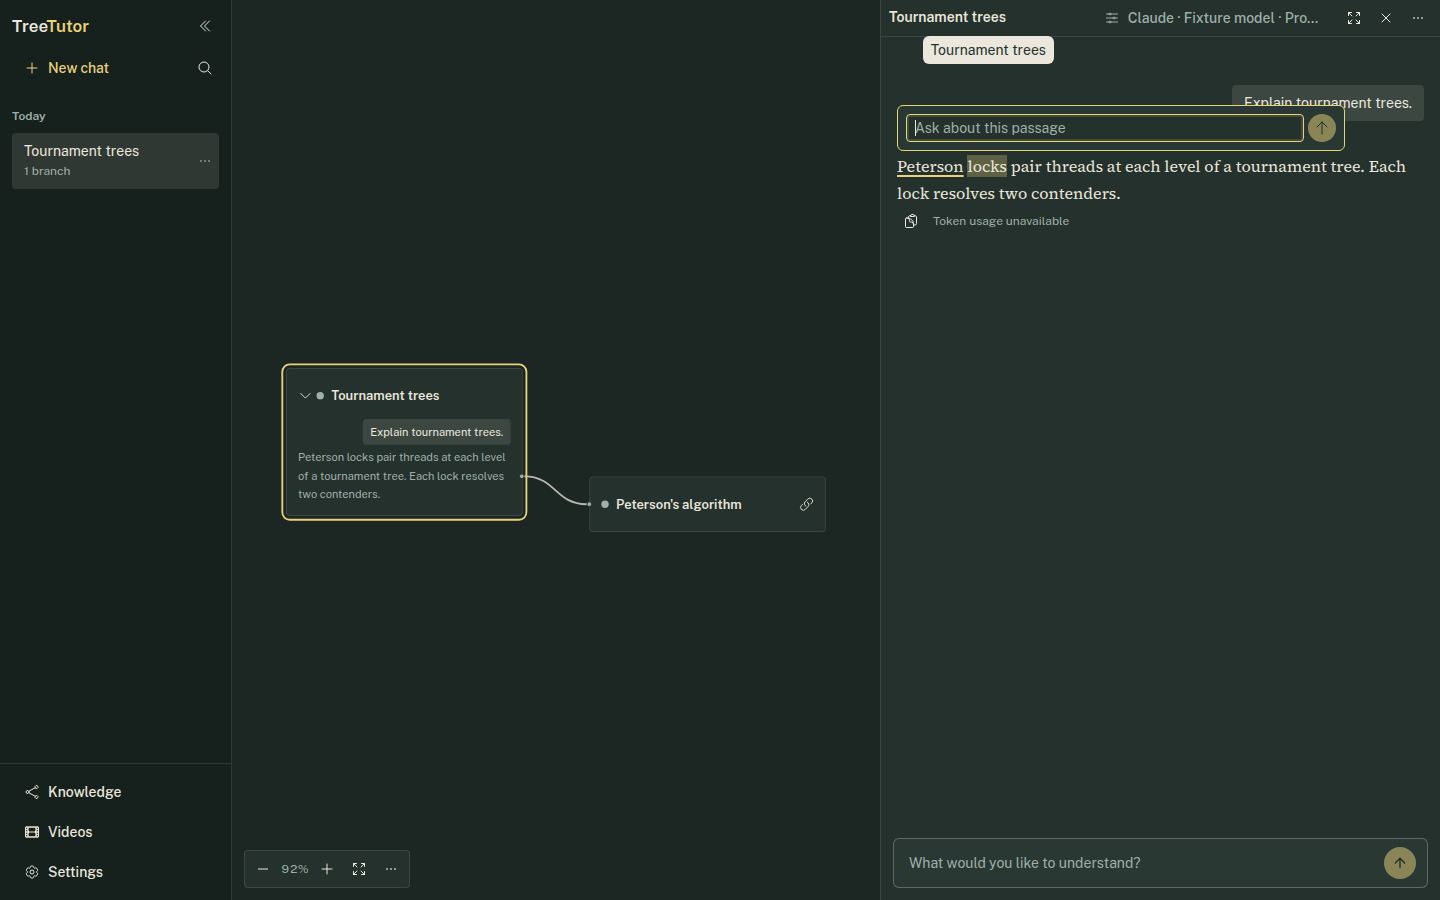 TreeTutor
New chat
Today
Tournament trees
1 branch
Knowledge
Videos
Settings
Tournament trees
Explain tournament trees.
Peterson locks pair threads at each level
of a tournament tree. Each lock resolves
two contenders.
Peterson's algorithm
92%
Tournament trees
Claude · Fixture model · Pro...
Tournament trees
Explain tournament trees.
Ask about this passage
Peterson locks pair threads at each level of a tournament tree. Each
lock resolves two contenders.
Token usage unavailable
What would you like to understand?